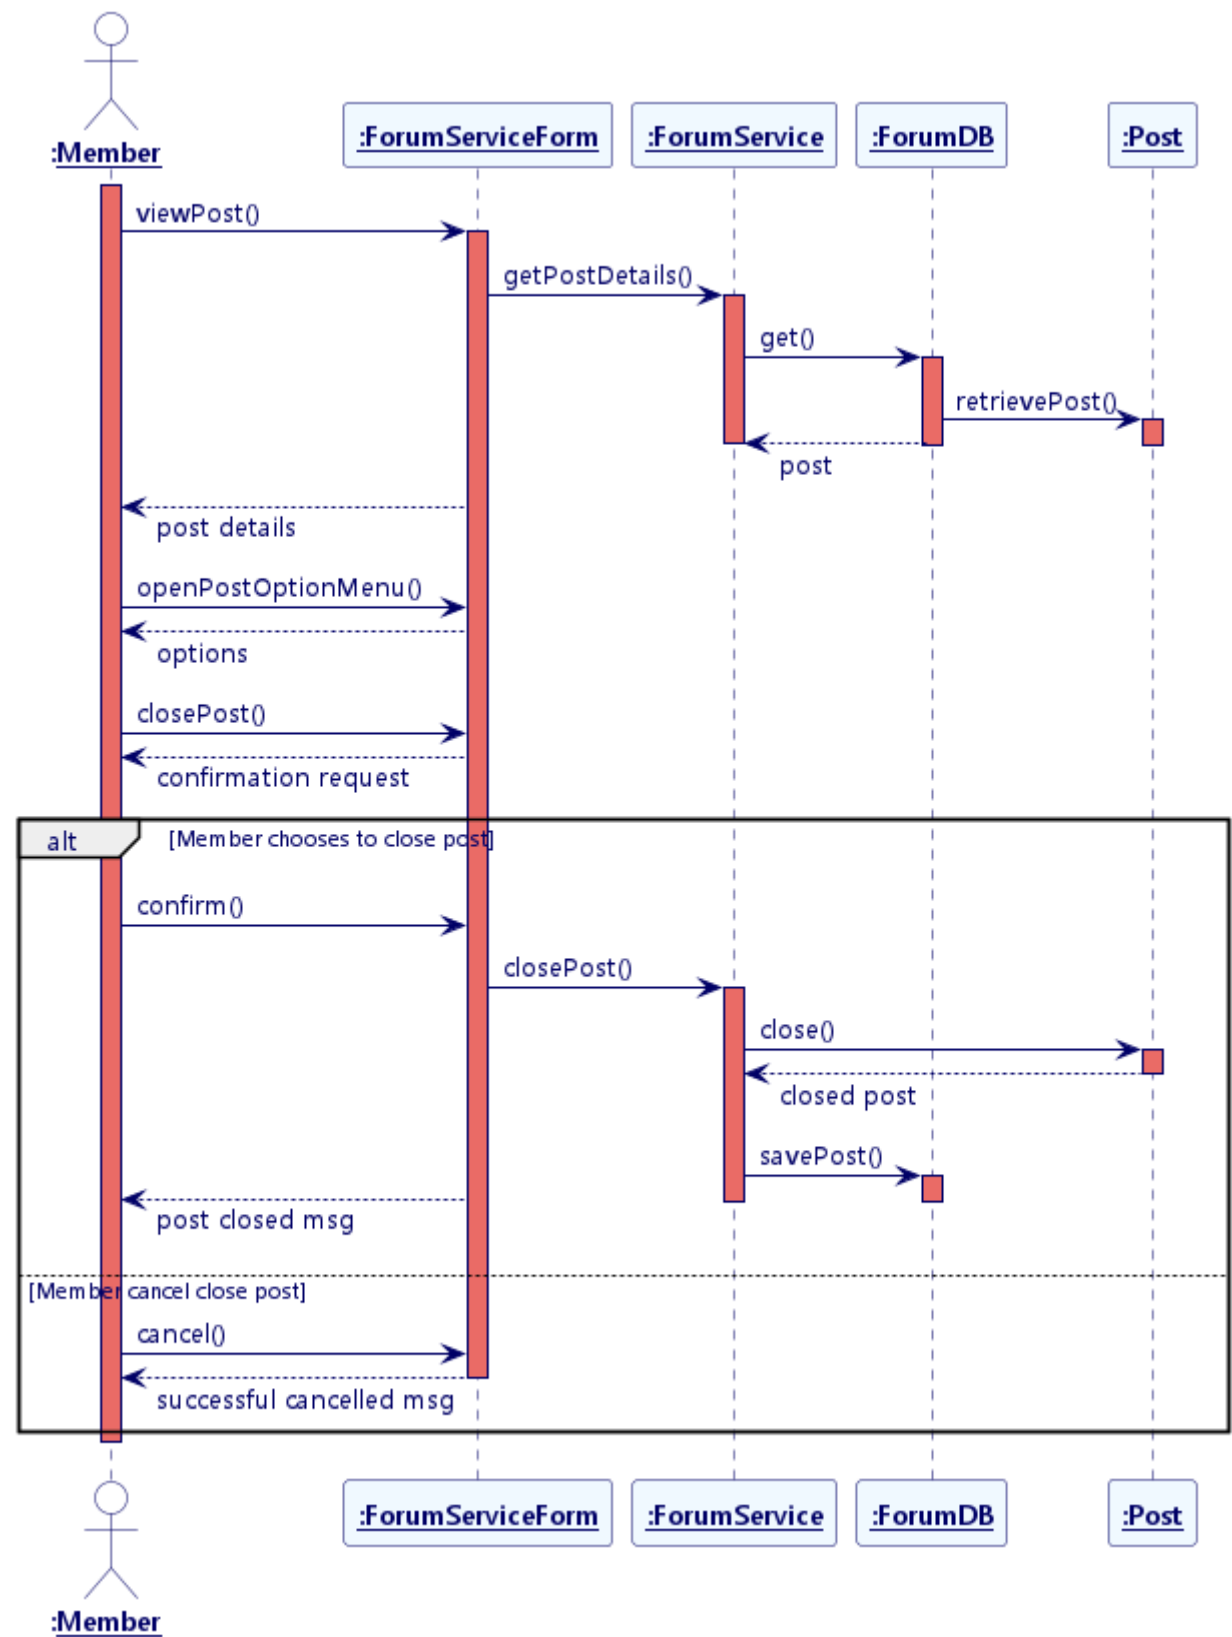 :Member
:ForumServiceForm
:ForumService
:ForumDB
:Post
viewPost()
getPostDetails()
get()
retrievePost()
post
post details
openPostOptionMenu()
options
closePost()
confirmation request
alt
[Member chooses to close post]
confirm()
closePost()
close()
closed post
savePost()
post closed msg
[Member cancel close post]
cancel()
successful cancelled msg
:ForumServiceForm
:ForumService
:ForumDB
:Post
:Member